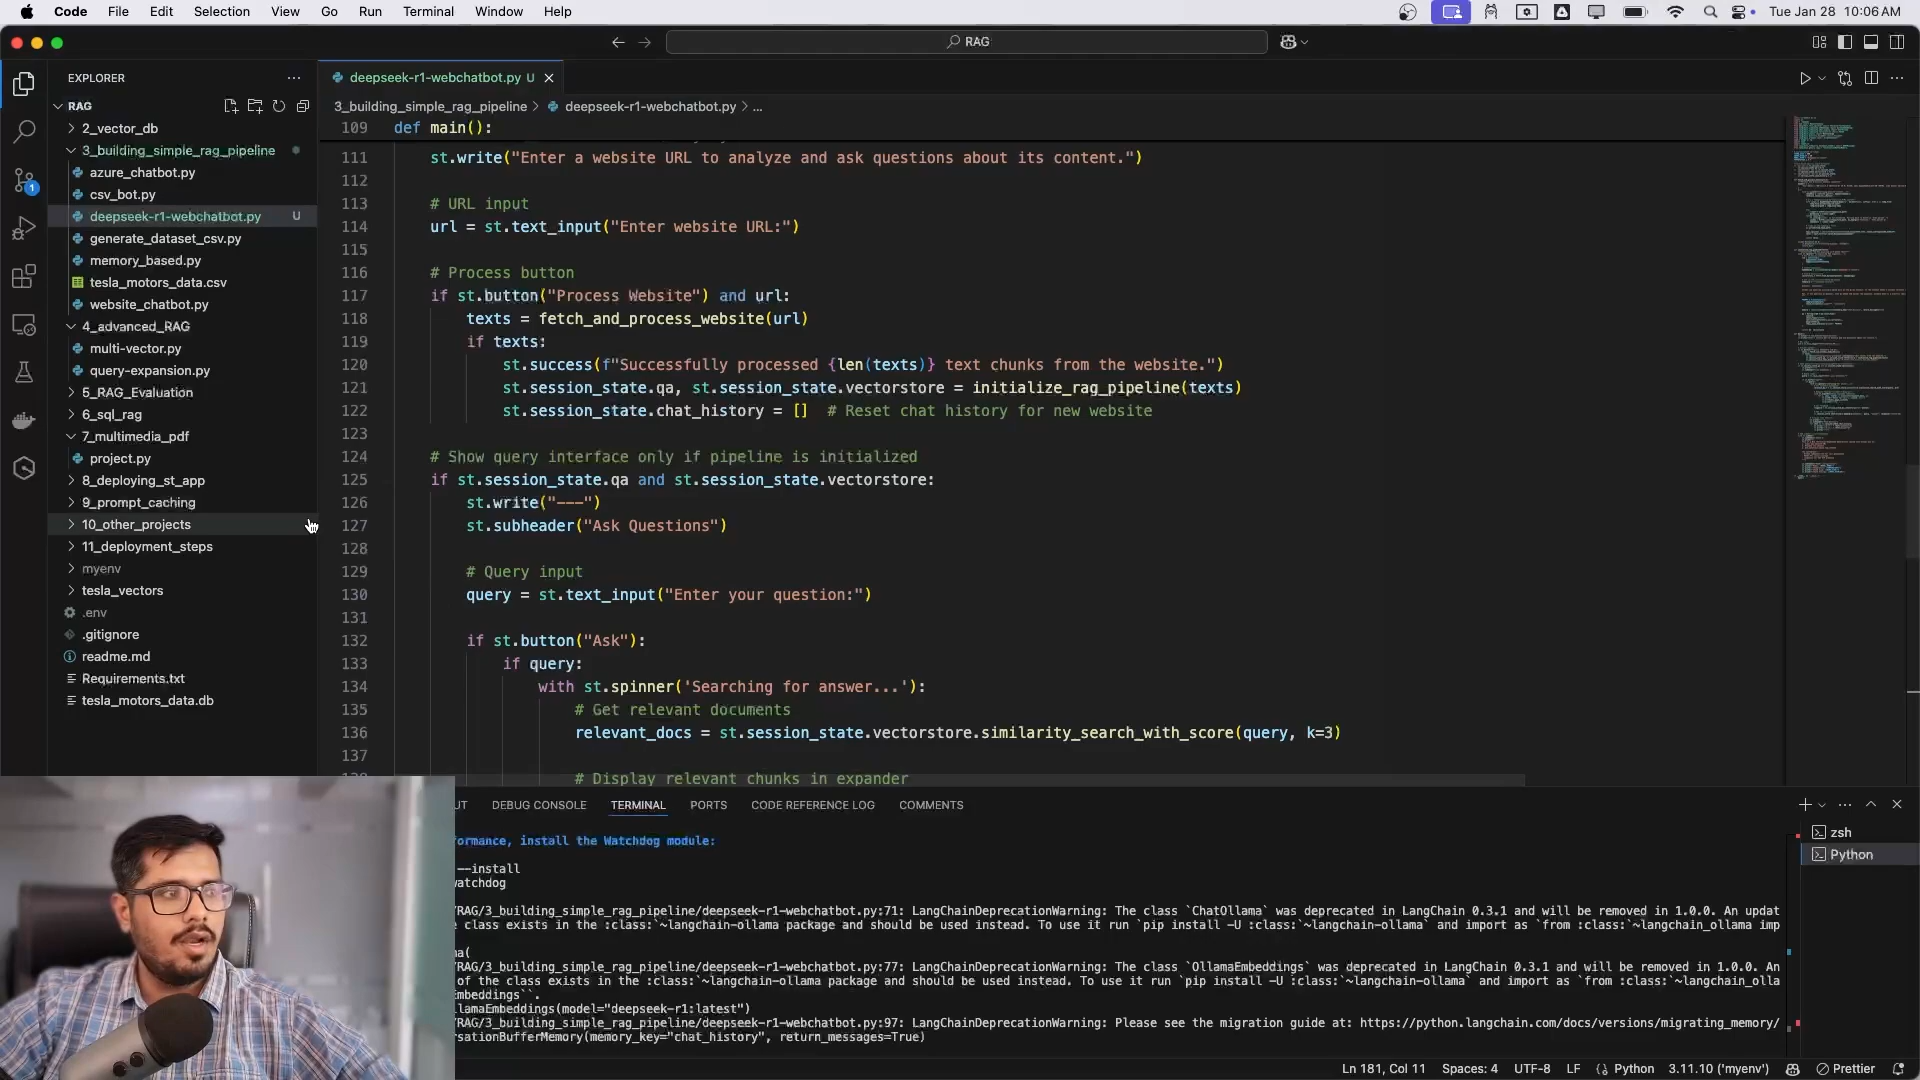 Code File Edit Selection View Go Run Terminal Window Help
Tue Jan 28 10:06 AM
RAG
EXPLORER
deepseek-r1-webchatbot.py U
RAG
3_building_simple_rag_pipeline > deepseek-r1-webchatbot.py > ...
2_vector_db
3_building_simple_rag_pipeline
azure_chatbot.py
csv_bot.py
deepseek-r1-webchatbot.py U
generate_dataset_csv.py
memory_based.py
tesla_motors_data.csv
website_chatbot.py
4_advanced_RAG
multi-vector.py
query-expansion.py
5_RAG_Evaluation
6_sql_rag
7_multimedia_pdf
project.py
8_deploying_st_app
9_prompt_caching
10_other_projects
11_deployment_steps
myenv
tesla_vectors
.env
.gitignore
readme.md
Requirements.txt
tesla_motors_data.db
1
109 def main():
111 st.write("Enter a website URL to analyze and ask questions about its content.")
112
113 # URL input
114 url = st.text_input("Enter website URL:")
115
116 # Process button
117 if st.button("Process Website") and url:
118 texts = fetch_and_process_website(url)
119 if texts:
120 st.success(f"Successfully processed {len(texts)} text chunks from the website.")
121 st.session_state.qa, st.session_state.vectorstore = initialize_rag_pipeline(texts)
122 st.session_state.chat_history = [] # Reset chat history for new website
123
124 # Show query interface only if pipeline is initialized
125 if st.session_state.qa and st.session_state.vectorstore:
126 st.write("---")
127 st.subheader("Ask Questions")
128
129 # Query input
130 query = st.text_input("Enter your question:")
131
132 if st.button("Ask"):
133 if query:
134 with st.spinner('Searching for answer...'):
135 # Get relevant documents
136 relevant_docs = st.session_state.vectorstore.similarity_search_with_score(query, k=3)
137
# Display relevant chunks in expander
UT DEBUG CONSOLE TERMINAL PORTS CODE REFERENCE LOG COMMENTS
zsh
Python
ormance, install the Watchdog module:
--install
watchdog
/RAG/3_building_simple_rag_pipeline/deepseek-r1-webchatbot.py:71: LangChainDeprecationWarning: The class `ChatOllama` was deprecated in LangChain 0.3.1 and will be removed in 1.0.0. An updat
e class exists in the :class:`~langchain-ollama package and should be used instead. To use it run `pip install -U :class:`~langchain-ollama` and import as `from :class:`~langchain_ollama imp
ma(
/RAG/3_building_simple_rag_pipeline/deepseek-r1-webchatbot.py:77: LangChainDeprecationWarning: The class `OllamaEmbeddings` was deprecated in LangChain 0.3.1 and will be removed in 1.0.0. An
of the class exists in the :class:`~langchain-ollama package and should be used instead. To use it run `pip install -U :class:`~langchain-ollama` and import as `from :class:`~langchain_olla
Embeddings``.
llamaEmbeddings(model="deepseek-r1:latest")
/RAG/3_building_simple_rag_pipeline/deepseek-r1-webchatbot.py:97: LangChainDeprecationWarning: Please see the migration guide at: https://python.langchain.com/docs/versions/migrating_memory/
rsationBufferMemory(memory_key="chat_history", return_messages=True)
Ln 181, Col 11 Spaces: 4 UTF-8 LF Python 3.11.10 ('myenv') Prettier